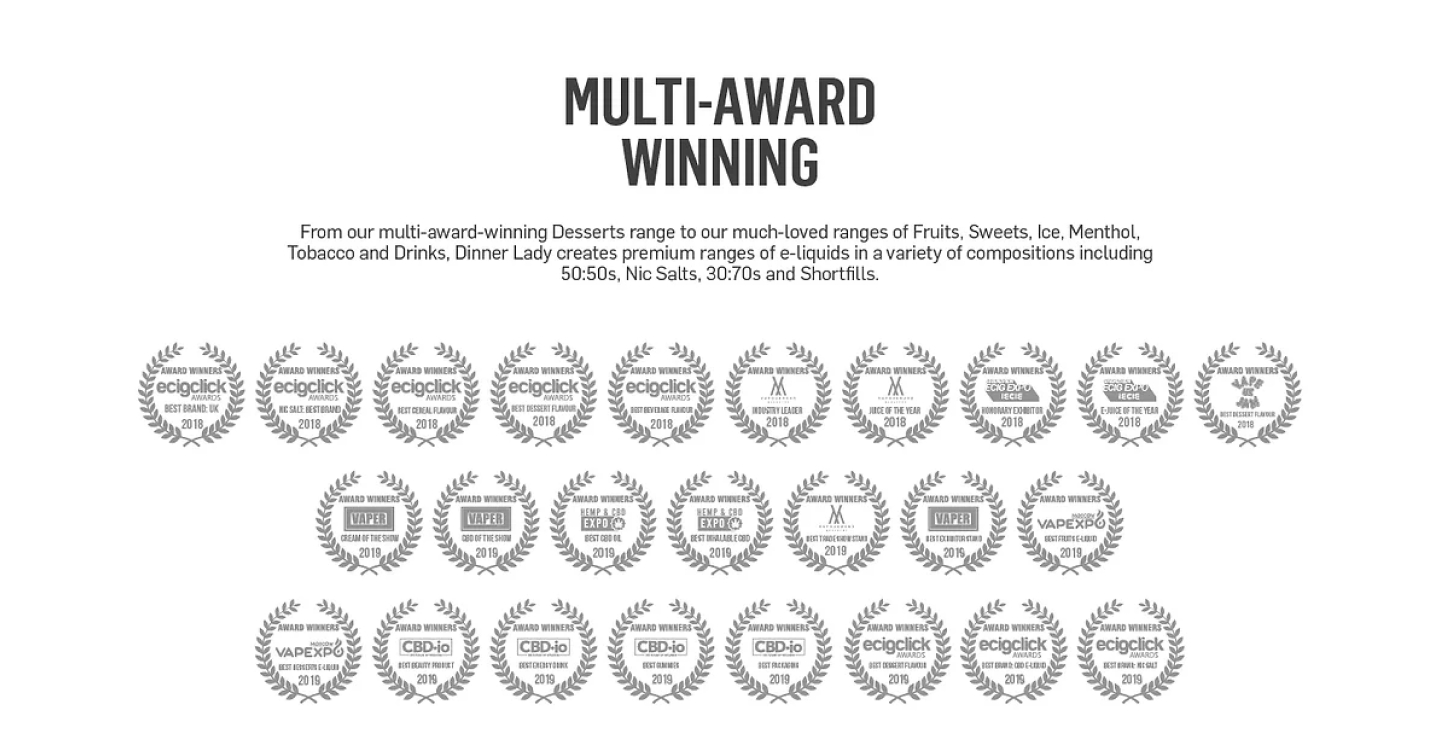 MULTI-AWARD
WINNING
From our multi-award-winning Desserts range to our much-loved ranges of Fruits, Sweets, Ice, Menthol,
Tobacco and Drinks, Dinner Lady creates premium ranges of e-liquids in a variety of compositions including
50:50s, Nic Salts, 30:70s and Shortfills.
AWARD WINNERS
ecigclick
AWARDS
BEST BRAND: UK
2018
AWARD WINNERS
ecigclick
AWARDS
NIC SALT: BEST BRAND
2018
AWARD WINNERS
ecigclick
AWARDS
BEST CEREAL FLAVOUR
2018
AWARD WINNERS
ecigclick
AWARDS
BEST DESSERT FLAVOUR
2018
AWARD WINNERS
ecigclick
AWARDS
BEST BEVERAGE FLAVOUR
2018
AWARD WINNERS
INDUSTRY LEADER
2018
AWARD WINNERS
JUICE OF THE YEAR
2018
AWARD WINNERS
ECIG EXPO
IECIE
HONORARY EXHIBITOR
2018
AWARD WINNERS
ECIG EXPO
IECIE
E-JUICE OF THE YEAR
2018
AWARD WINNERS
VAPE
BEST DESSERT FLAVOUR
2018
AWARD WINNERS
VAPER
CREAM OF THE SHOW
2019
AWARD WINNERS
VAPER
CBD OF THE SHOW
2019
AWARD WINNERS
HEMP & CBD
EXPO
BEST CBD OIL
2019
AWARD WINNERS
HEMP & CBD
EXPO
BEST INHALABLE CBD
2019
AWARD WINNERS
BEST TRADESHOW STAND
2019
AWARD WINNERS
VAPER
BEST EXHIBITOR STAND
2019
AWARD WINNERS
MOSCOW
VAPEXPO
BEST FRUITS E-LIQUID
2019
AWARD WINNERS
MOSCOW
VAPEXPO
BEST DESSERTS E-LIQUID
2019
AWARD WINNERS
CBD·io
BEST BEAUTY PRODUCT
2019
AWARD WINNERS
CBD·io
BEST ENERGY DRINK
2019
AWARD WINNERS
CBD·io
BEST GUMMIES
2019
AWARD WINNERS
CBD·io
BEST PACKAGING
2019
AWARD WINNERS
ecigclick
AWARDS
BEST DESSERT FLAVOUR
2019
AWARD WINNERS
ecigclick
AWARDS
BEST BRAND: CBD E-LIQUID
2019
AWARD WINNERS
ecigclick
AWARDS
BEST BRAND: NIC SALT
2019